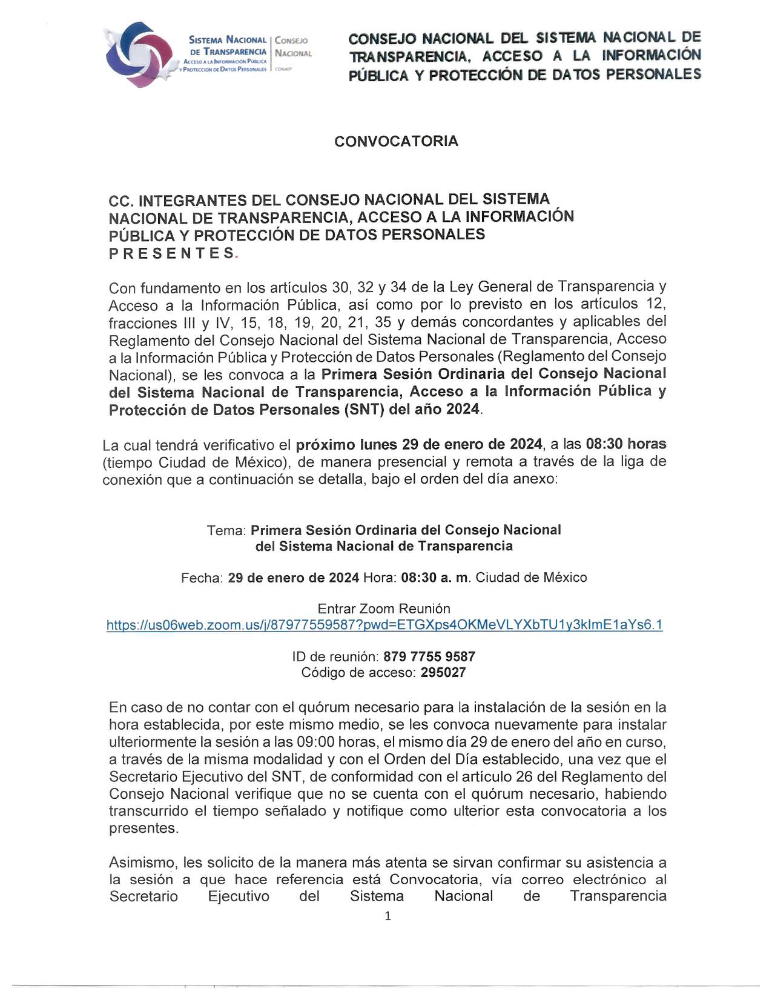 SISTEMA NACIONAL
DE TRANSPARENCIA
ACCESO A LA INFORMACIÓN PÚBLICA
Y PROTECCIÓN DE DATOS PERSONALES
CONSEJO
NACIONAL
CONAIP
CONSEJO NACIONAL DEL SISTEMA NACIONAL DE
TRANSPARENCIA, ACCESO A LA INFORMACIÓN
PÚBLICA Y PROTECCIÓN DE DATOS PERSONALES
CONVOCATORIA
CC. INTEGRANTES DEL CONSEJO NACIONAL DEL SISTEMA
NACIONAL DE TRANSPARENCIA, ACCESO A LA INFORMACIÓN
PÚBLICA Y PROTECCIÓN DE DATOS PERSONALES
P R E S E N T E S.
Con fundamento en los artículos 30, 32 y 34 de la Ley General de Transparencia y
Acceso a la Información Pública, así como por lo previsto en los artículos 12,
fracciones III y IV, 15, 18, 19, 20, 21, 35 y demás concordantes y aplicables del
Reglamento del Consejo Nacional del Sistema Nacional de Transparencia, Acceso
a la Información Pública y Protección de Datos Personales (Reglamento del Consejo
Nacional), se les convoca a la Primera Sesión Ordinaria del Consejo Nacional
del Sistema Nacional de Transparencia, Acceso a la Información Pública y
Protección de Datos Personales (SNT) del año 2024.
La cual tendrá verificativo el próximo lunes 29 de enero de 2024, a las 08:30 horas
(tiempo Ciudad de México), de manera presencial y remota a través de la liga de
conexión que a continuación se detalla, bajo el orden del día anexo:
Tema: Primera Sesión Ordinaria del Consejo Nacional
del Sistema Nacional de Transparencia
Fecha: 29 de enero de 2024 Hora: 08:30 a. m. Ciudad de México
Entrar Zoom Reunión
https://us06web.zoom.us/j/87977559587?pwd=ETGXps4OKMeVLYXbTU1y3kImE1aYs6.1
ID de reunión: 879 7755 9587
Código de acceso: 295027
En caso de no contar con el quórum necesario para la instalación de la sesión en la
hora establecida, por este mismo medio, se les convoca nuevamente para instalar
ulteriormente la sesión a las 09:00 horas, el mismo día 29 de enero del año en curso,
a través de la misma modalidad y con el Orden del Día establecido, una vez que el
Secretario Ejecutivo del SNT, de conformidad con el artículo 26 del Reglamento del
Consejo Nacional verifique que no se cuenta con el quórum necesario, habiendo
transcurrido el tiempo señalado y notifique como ulterior esta convocatoria a los
presentes.
Asimismo, les solicito de la manera más atenta se sirvan confirmar su asistencia a
la sesión a que hace referencia está Convocatoria, vía correo electrónico al
Secretario Ejecutivo del Sistema Nacional de Transparencia
1